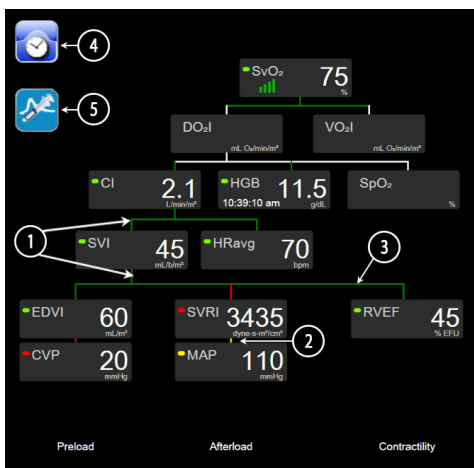 4
SvO₂ 75
%
5
DO₂I
mL O₂/min/m²
VO₂I
mL O₂/min/m²
CI 2.1
L/min/m²
HGB 11.5
10:39:10 am g/dL
SpO₂
%
1
SVI 45
mL/b/m²
HRavg 70
bpm
3
EDVI 60
mL/m²
SVRI 3435
dyne-s-m²/cm⁵
RVEF 45
% EFU
2
CVP 20
mmHg
MAP 110
mmHg
Preload Afterload Contractility